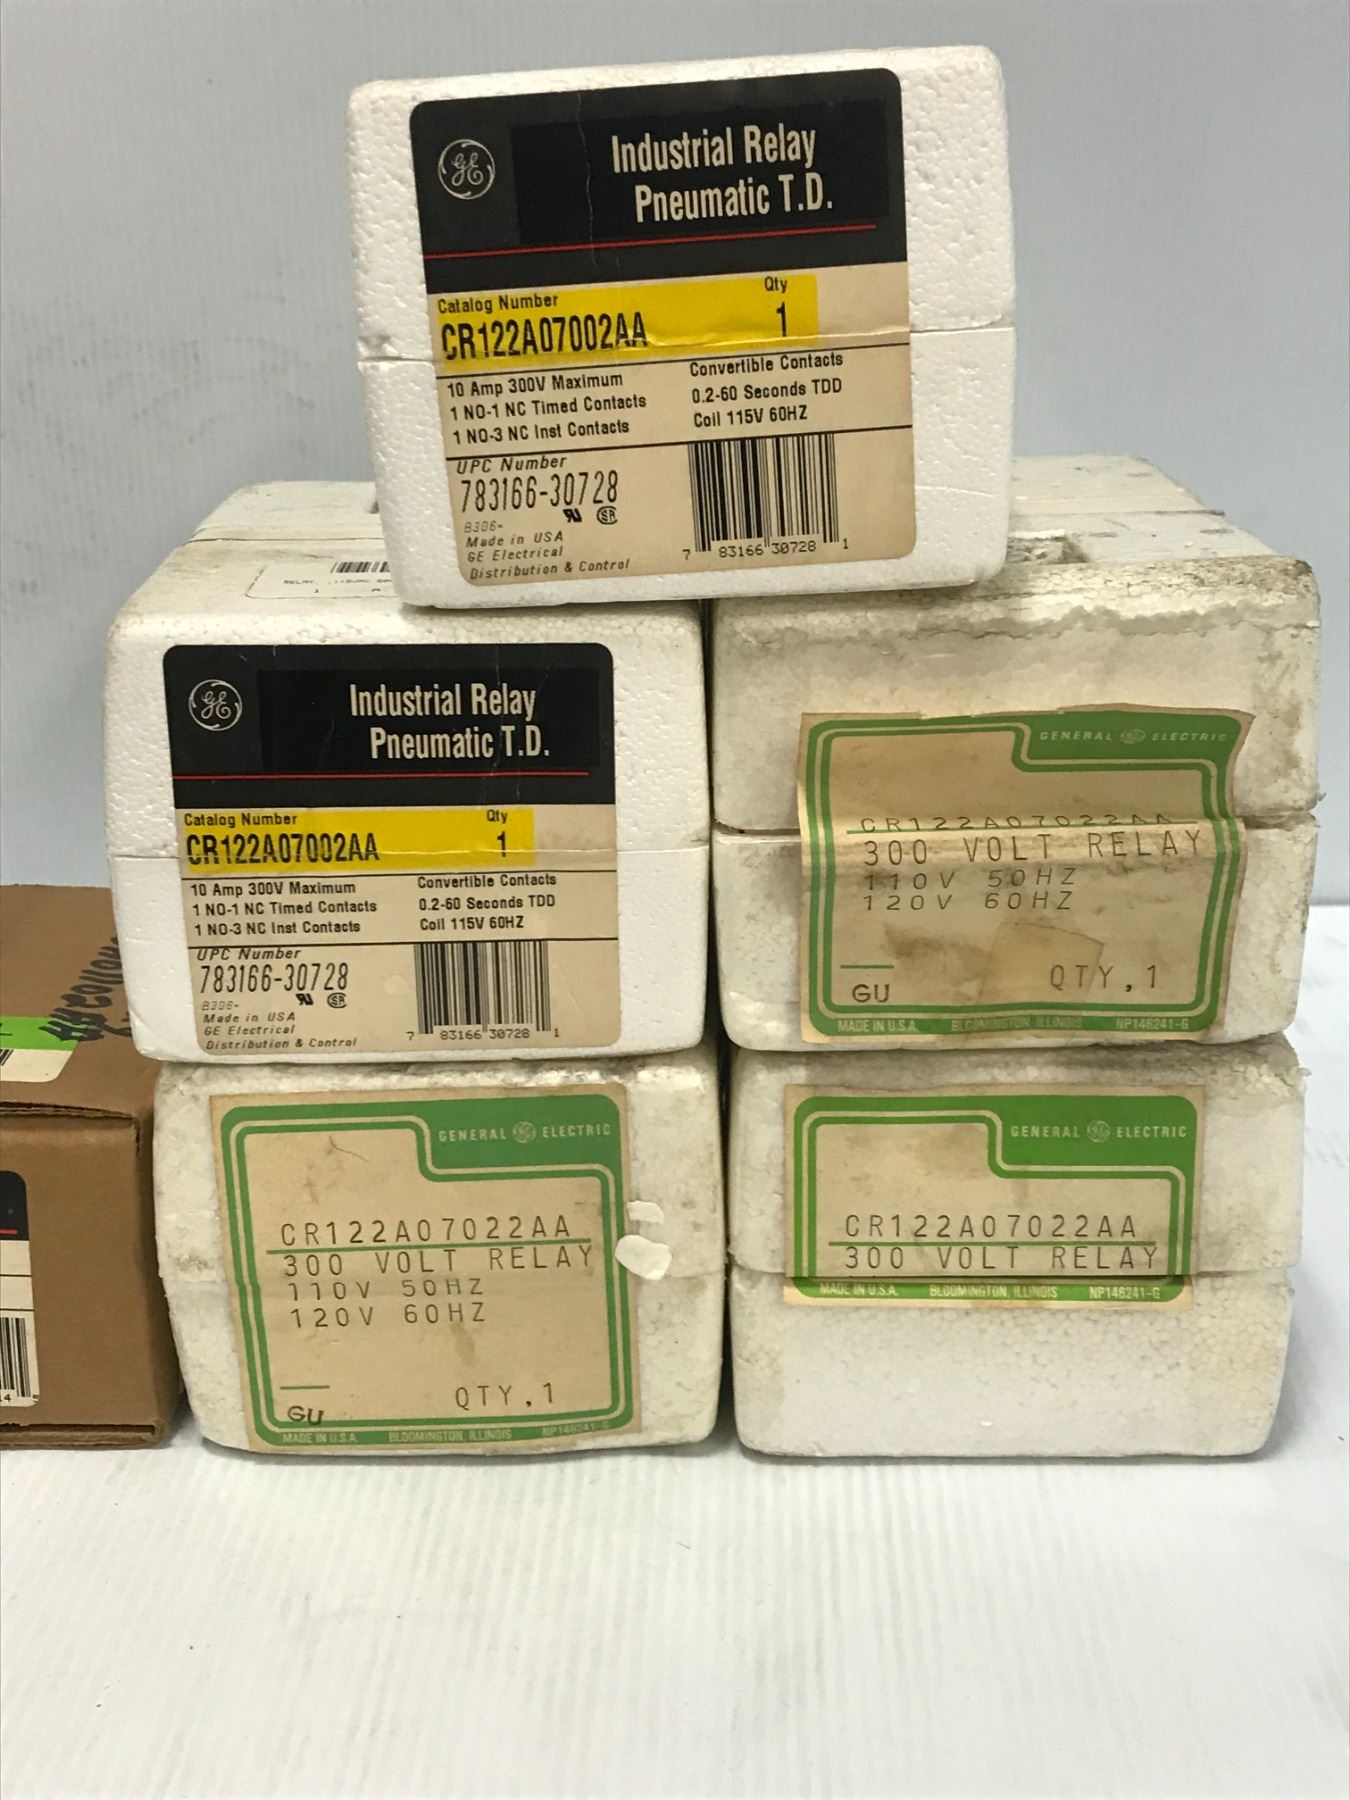 GE
Industrial Relay
Pneumatic T.D.
Catalog Number Qty
CR122A07002AA 1
10 Amp 300V Maximum Convertible Contacts
1 NO-1 NC Timed Contacts 0.2-60 Seconds TDD
1 NO-3 NC Inst Contacts Coil 115V 60HZ
UPC Number
783166-30728
B306-
Made in USA
GE Electrical
Distribution & Control
7 83166 30728 1
GE
Industrial Relay
Pneumatic T.D.
Catalog Number Qty
CR122A07002AA 1
10 Amp 300V Maximum Convertible Contacts
1 NO-1 NC Timed Contacts 0.2-60 Seconds TDD
1 NO-3 NC Inst Contacts Coil 115V 60HZ
UPC Number
783166-30728
B306-
Made in USA
GE Electrical
Distribution & Control
7 83166 30728 1
GENERAL GE ELECTRIC
CR122A07022AA
300 VOLT RELAY
110V 50HZ
120V 60HZ
GU QTY,1
MADE IN U.S.A. BLOOMINGTON, ILLINOIS NP146241-G
GENERAL GE ELECTRIC
CR122A07022AA
300 VOLT RELAY
110V 50HZ
120V 60HZ
GU QTY,1
MADE IN U.S.A. BLOOMINGTON, ILLINOIS NP146241-G
GENERAL GE ELECTRIC
CR122A07022AA
300 VOLT RELAY
MADE IN U.S.A. BLOOMINGTON, ILLINOIS NP146241-G